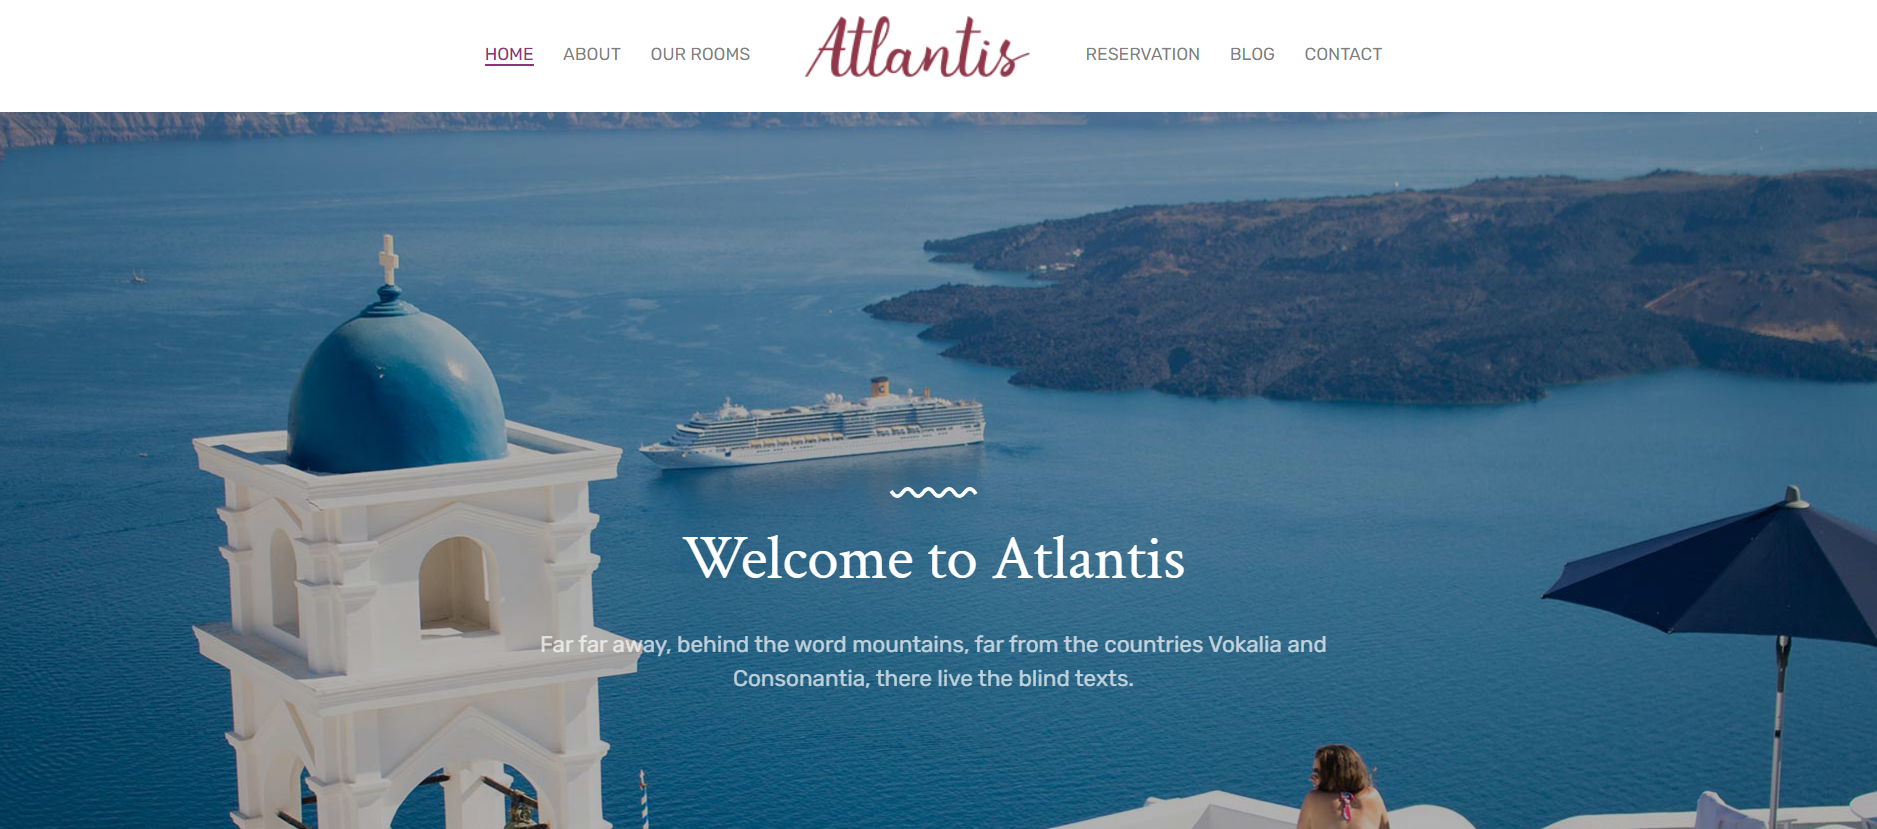 HOME ABOUT OUR ROOMS Atlantis RESERVATION BLOG CONTACT
Welcome to Atlantis
Far far away, behind the word mountains, far from the countries Vokalia and
Consonantia, there live the blind texts.